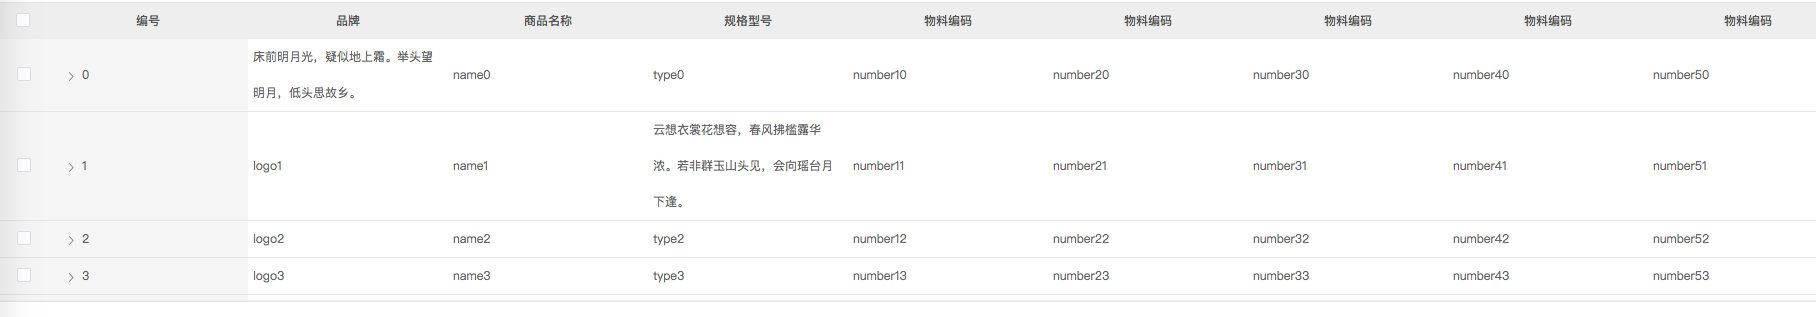 编号 品牌 商品名称 规格型号 物料编码 物料编码 物料编码 物料编码 物料编码
0 床前明月光，疑似地上霜。举头望 name0 type0 number10 number20 number30 number40 number50
明月，低头思故乡。
云想衣裳花想容，春风拂槛露华
1 logo1 name1 浓。若非群玉山头见，会向瑶台月 number11 number21 number31 number41 number51
下逢。
2 logo2 name2 type2 number12 number22 number32 number42 number52
3 logo3 name3 type3 number13 number23 number33 number43 number53